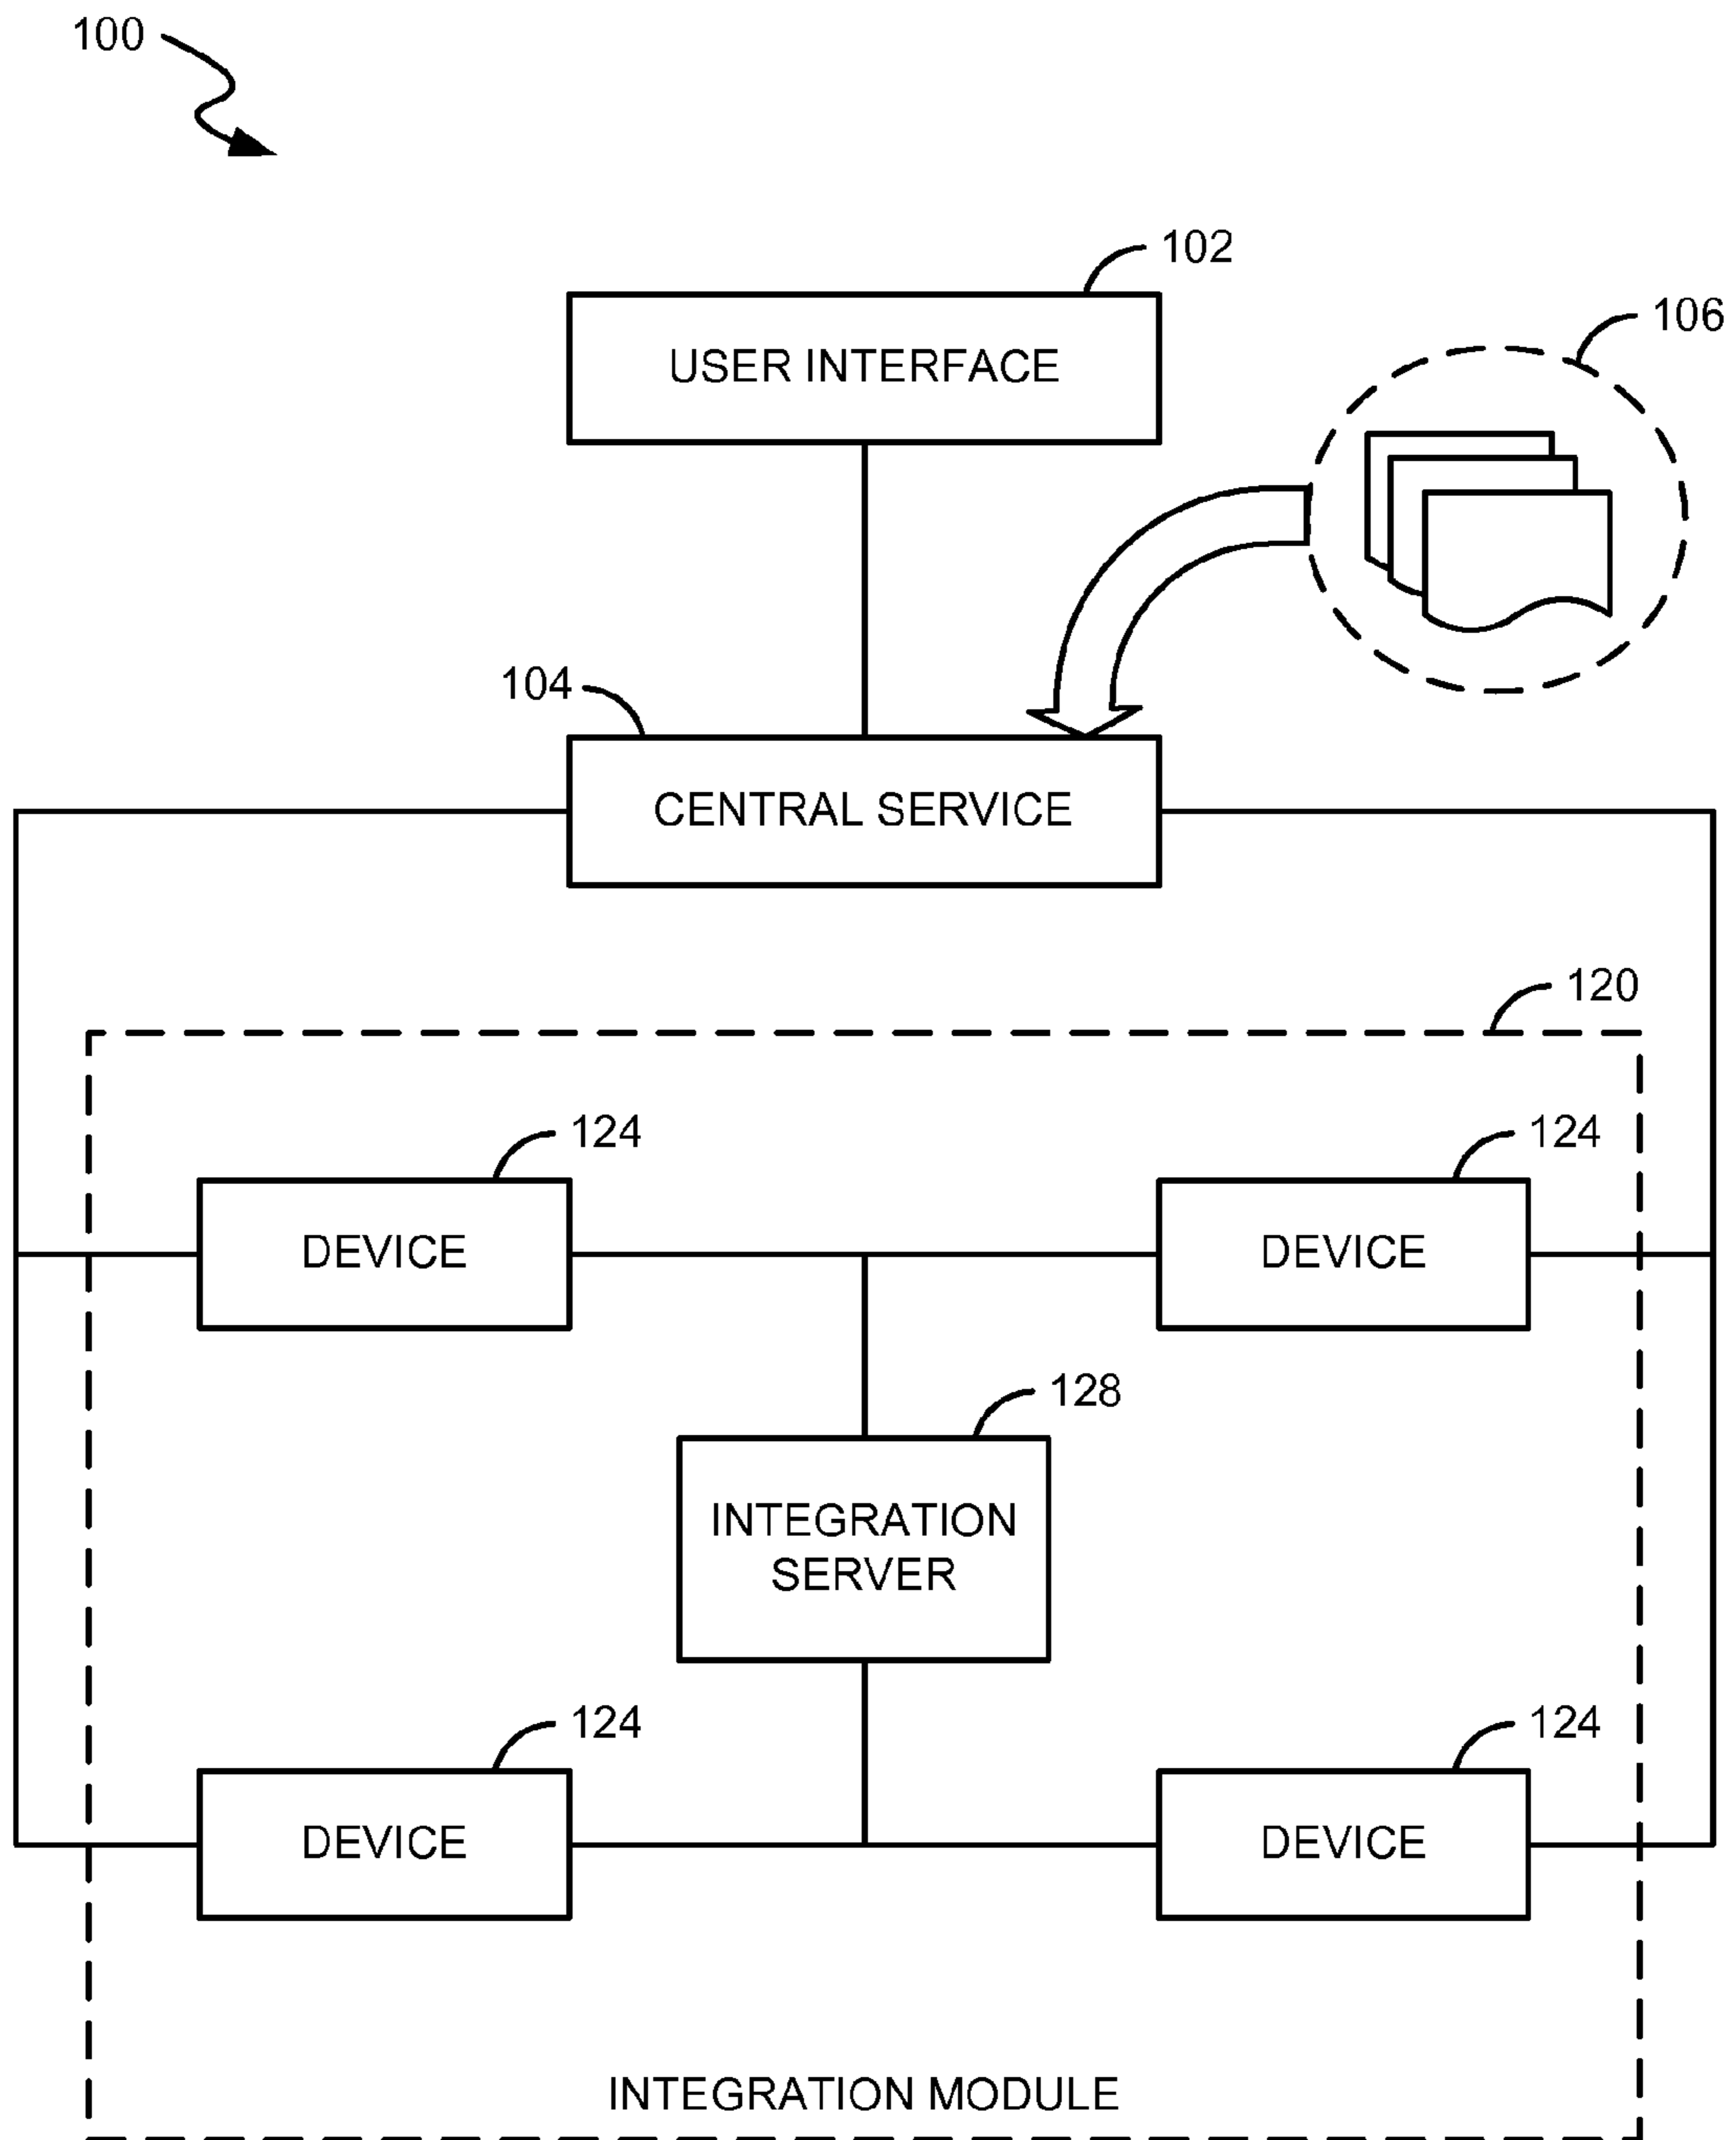 100
102
USER INTERFACE
106
104
CENTRAL SERVICE
120
124
124
DEVICE
DEVICE
128
INTEGRATION
SERVER
124
124
DEVICE
DEVICE
INTEGRATION MODULE